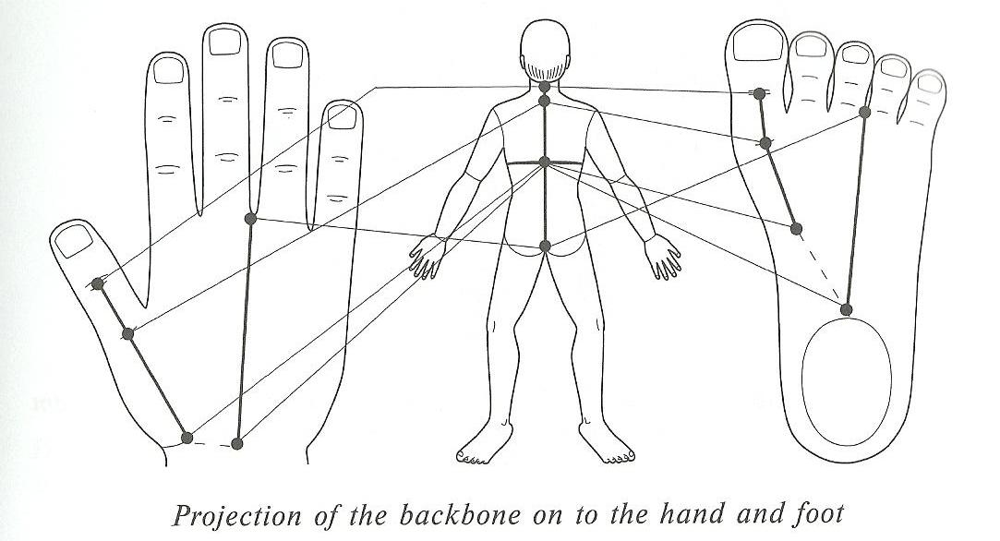 Projection of the backbone on to the hand and foot